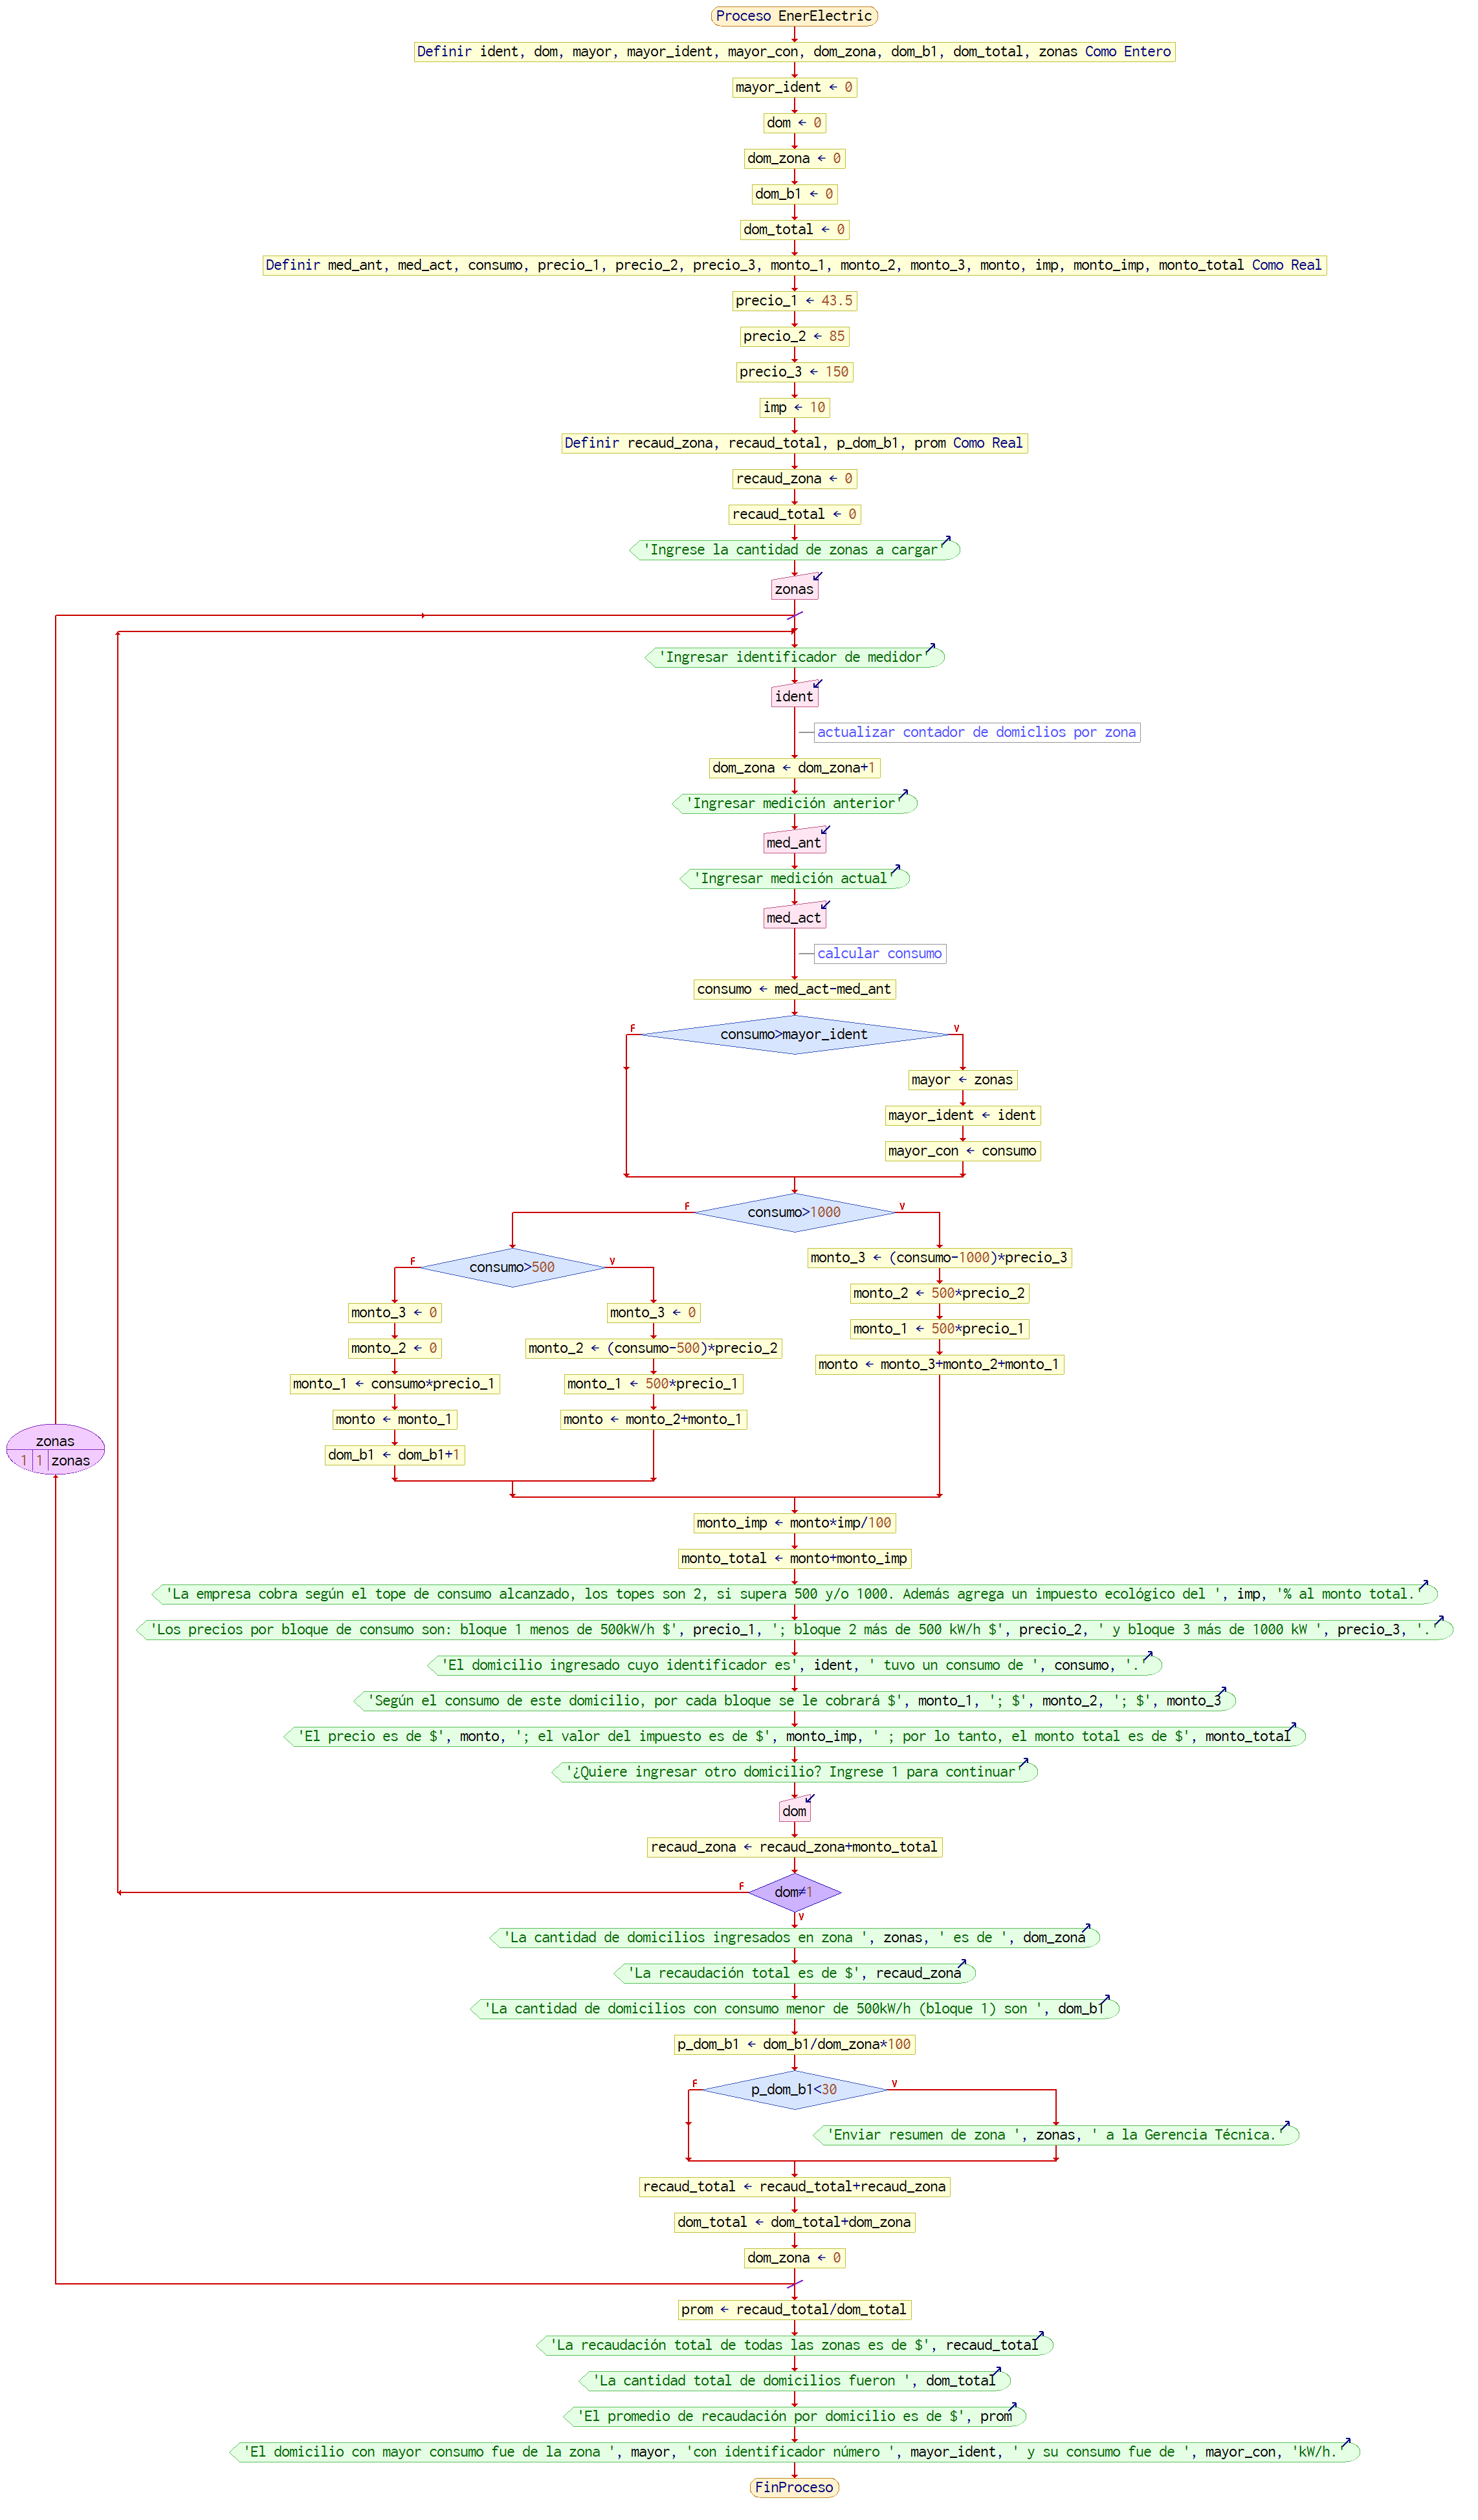 Proceso EnerElectric
Definir ident, dom, mayor, mayor_ident, mayor_con, dom_zona, dom_b1, dom_total, zonas Como Entero
mayor_ident ← 0
dom ← 0
dom_zona ← 0
dom_b1 ← 0
dom_total ← 0
Definir med_ant, med_act, consumo, precio_1, precio_2, precio_3, monto_1, monto_2, monto_3, monto, imp, monto_imp, monto_total Como Real
precio_1 ← 43.5
precio_2 ← 85
precio_3 ← 150
imp ← 10
Definir recaud_zona, recaud_total, p_dom_b1, prom Como Real
recaud_zona ← 0
recaud_total ← 0
'Ingrese la cantidad de zonas a cargar'
zonas
'Ingresar identificador de medidor'
ident
actualizar contador de domiclios por zona
dom_zona ← dom_zona+1
'Ingresar medición anterior'
med_ant
'Ingresar medición actual'
med_act
calcular consumo
consumo ← med_act-med_ant
F
V
consumo>mayor_ident
mayor ← zonas
mayor_ident ← ident
mayor_con ← consumo
F
V
consumo>1000
F
V
consumo>500
monto_3 ← 0
monto_2 ← 0
monto_1 ← consumo*precio_1
monto ← monto_1
dom_b1 ← dom_b1+1
monto_3 ← 0
monto_2 ← (consumo-500)*precio_2
monto_1 ← 500*precio_1
monto ← monto_2+monto_1
monto_3 ← (consumo-1000)*precio_3
monto_2 ← 500*precio_2
monto_1 ← 500*precio_1
monto ← monto_3+monto_2+monto_1
zonas
1 1 zonas
monto_imp ← monto*imp/100
monto_total ← monto+monto_imp
'La empresa cobra según el tope de consumo alcanzado, los topes son 2, si supera 500 y/o 1000. Además agrega un impuesto ecológico del ', imp, '% al monto total.'
'Los precios por bloque de consumo son: bloque 1 menos de 500kW/h $', precio_1, '; bloque 2 más de 500 kW/h $', precio_2, ' y bloque 3 más de 1000 kW ', precio_3, '.'
'El domicilio ingresado cuyo identificador es', ident, ' tuvo un consumo de ', consumo, '.'
'Según el consumo de este domicilio, por cada bloque se le cobrará $', monto_1, '; $', monto_2, '; $', monto_3
'El precio es de $', monto, '; el valor del impuesto es de $', monto_imp, ' ; por lo tanto, el monto total es de $', monto_total
'¿Quiere ingresar otro domicilio? Ingrese 1 para continuar'
dom
recaud_zona ← recaud_zona+monto_total
F
dom≠1
V
'La cantidad de domicilios ingresados en zona ', zonas, ' es de ', dom_zona
'La recaudación total es de $', recaud_zona
'La cantidad de domicilios con consumo menor de 500kW/h (bloque 1) son ', dom_b1
p_dom_b1 ← dom_b1/dom_zona*100
F
V
p_dom_b1<30
'Enviar resumen de zona ', zonas, ' a la Gerencia Técnica.'
recaud_total ← recaud_total+recaud_zona
dom_total ← dom_total+dom_zona
dom_zona ← 0
prom ← recaud_total/dom_total
'La recaudación total de todas las zonas es de $', recaud_total
'La cantidad total de domicilios fueron ', dom_total
'El promedio de recaudación por domicilio es de $', prom
'El domicilio con mayor consumo fue de la zona ', mayor, 'con identificador número ', mayor_ident, ' y su consumo fue de ', mayor_con, 'kW/h.'
FinProceso